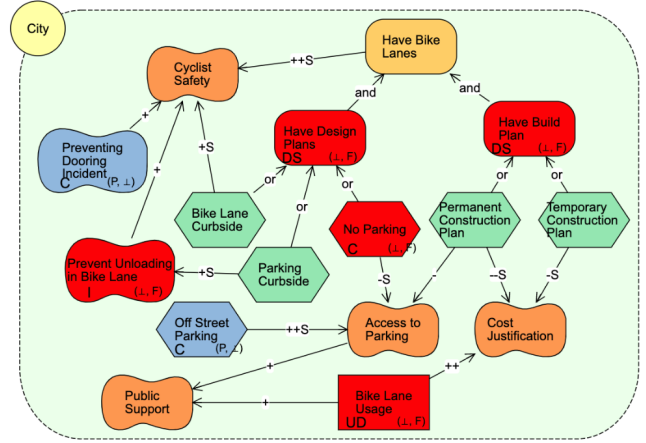 City
Have Bike
Lanes
++S
Cyclist
Safety
and
and
+
Preventing
Dooring
Incident
C (P, ⊥)
+S
Have Design
Plans
DS (⊥, F)
Have Build
Plan
DS (⊥, F)
+
or
or
or
or
or
Bike Lane
Curbside
No Parking
C (⊥, F)
Permanent
Construction
Plan
Temporary
Construction
Plan
Prevent Unloading
in Bike Lane
I (⊥, F)
+S
Parking
Curbside
-S
-
--S
-S
Off Street
Parking
C (P, ⊥)
++S
Access to
Parking
Cost
Justification
+
++
Public
Support
+
Bike Lane
Usage
UD (⊥, F)